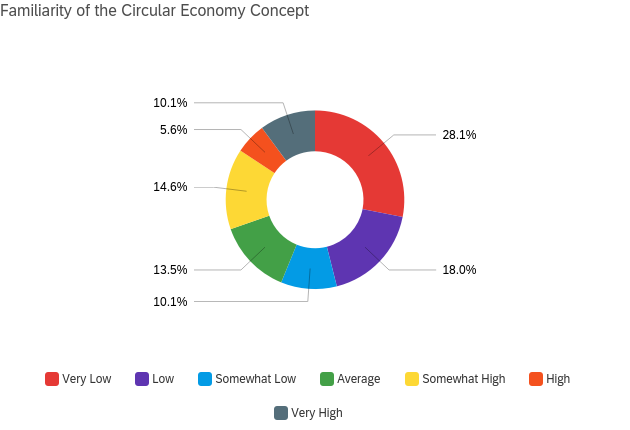 Familiarity of the Circular Economy Concept
10.1%
5.6%
28.1%
14.6%
13.5%
18.0%
10.1%
Very Low Low Somewhat Low Average Somewhat High High
Very High